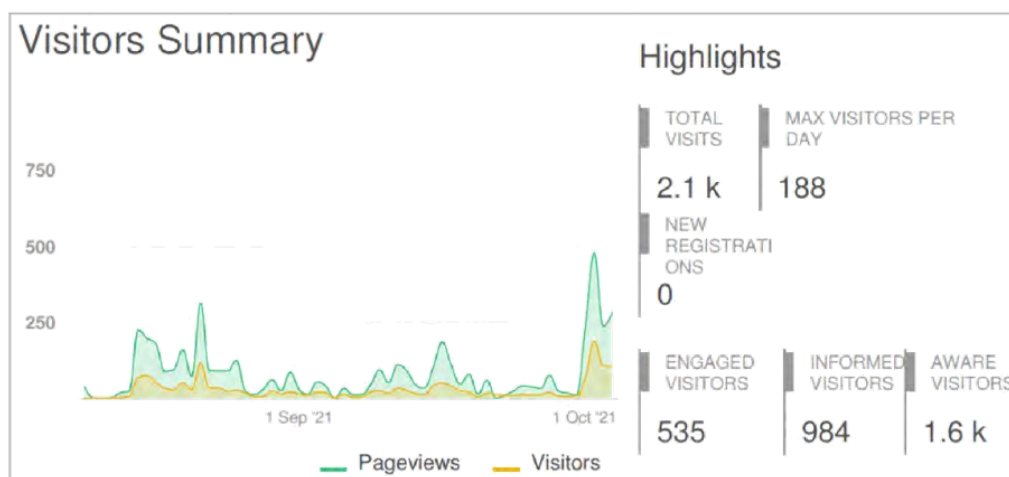 Visitors Summary
Highlights
TOTAL
VISITS
2.1 k
MAX VISITORS PER
DAY
188
NEW
REGISTRATI
ONS
0
750
500
250
1 Sep '21
1 Oct '21
Pageviews
Visitors
ENGAGED
VISITORS
535
INFORMED
VISITORS
984
AWARE
VISITORS
1.6 k